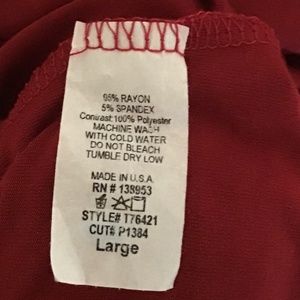 95% RAYON
5% SPANDEX
Contrast:100% Polyester
MACHINE WASH
WITH COLD WATER
DO NOT BLEACH
TUMBLE DRY LOW
MADE IN U.S.A.
RN # 138953
STYLE# T76421
CUT# P1384
Large